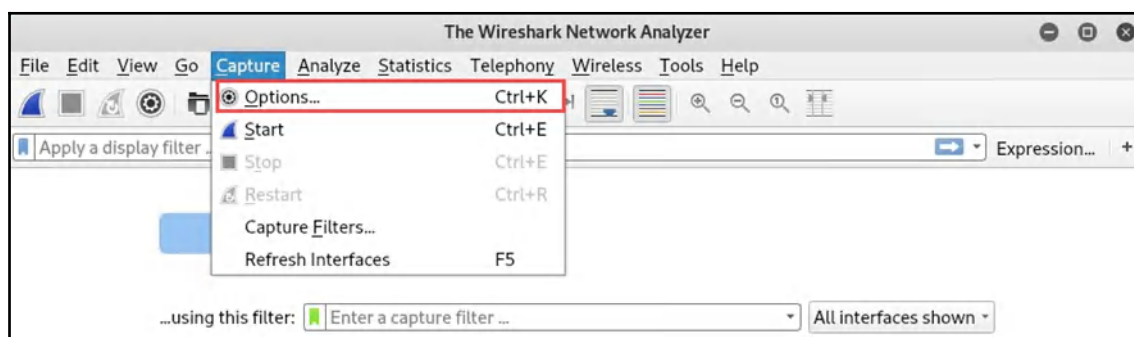 The Wireshark Network Analyzer
File Edit View Go Capture Analyze Statistics Telephony Wireless Tools Help
Options... Ctrl+K
Start Ctrl+E
Apply a display filter ... Expression... +
Stop Ctrl+E
Restart Ctrl+R
Capture Filters...
Refresh Interfaces F5
...using this filter: Enter a capture filter ... All interfaces shown